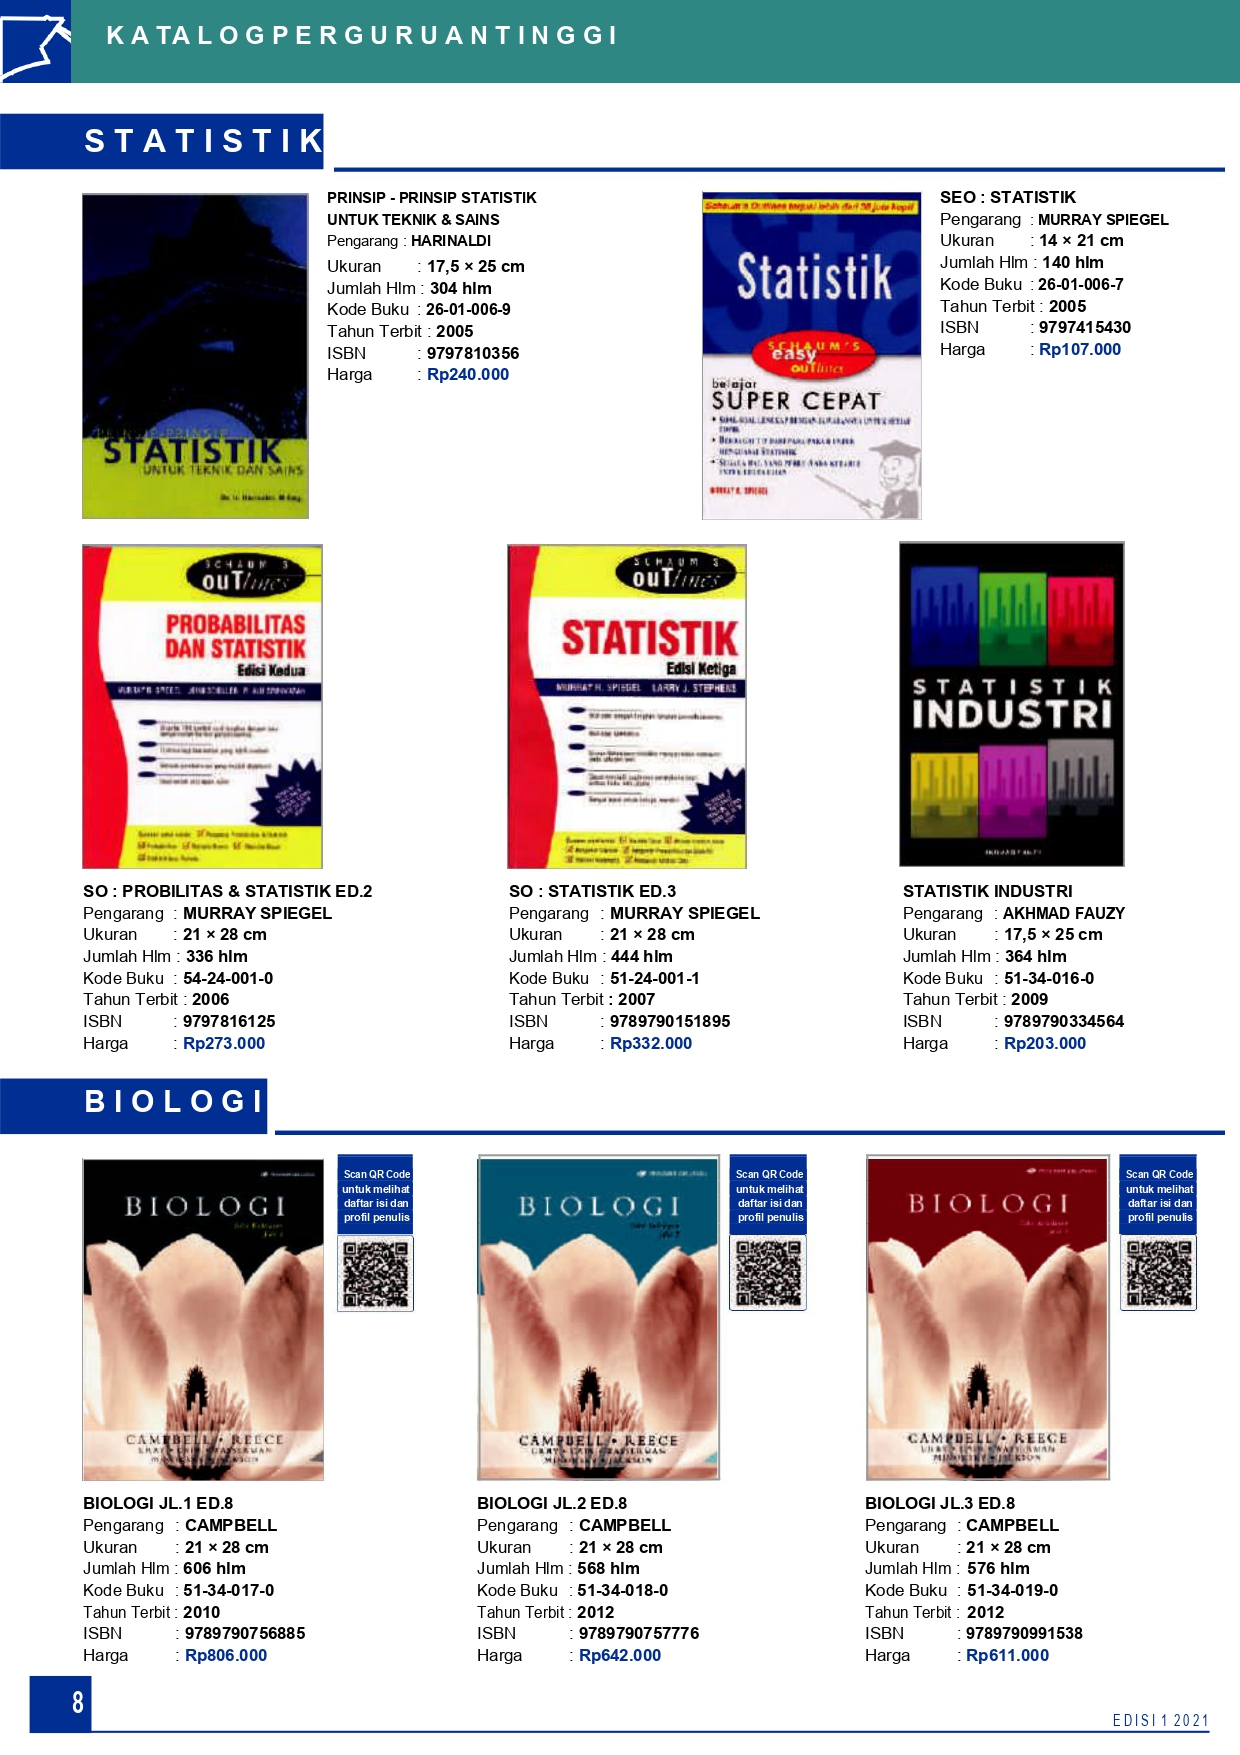 KATALOGPERGURUANTINGGI
STATISTIK
PRINSIP - PRINSIP STATISTIK
UNTUK TEKNIK & SAINS
Pengarang : HARINALDI
Ukuran : 17,5 × 25 cm
Jumlah Hlm : 304 hlm
Kode Buku : 26-01-006-9
Tahun Terbit : 2005
ISBN : 9797810356
Harga : Rp240.000
PRINSIP-PRINSIP
STATISTIK
UNTUK TEKNIK DAN SAINS
SEO : STATISTIK
Pengarang : MURRAY SPIEGEL
Ukuran : 14 × 21 cm
Jumlah Hlm : 140 hlm
Kode Buku : 26-01-006-7
Tahun Terbit : 2005
ISBN : 9797415430
Harga : Rp107.000
Schaum's Outlines terjual lebih dari 30 juta kopi!
Statistik
SCHAUM'S
easy
ouTlines
belajar
SUPER CEPAT
MURRAY R. SPIEGEL
SCHAUM'S
ouTlines
PROBABILITAS
DAN STATISTIK
Edisi Kedua
SCHAUM'S
ouTlines
STATISTIK
Edisi Ketiga
MURRAY R. SPIEGEL LARRY J. STEPHENS
STATISTIK
INDUSTRI
SO : PROBILITAS & STATISTIK ED.2
Pengarang : MURRAY SPIEGEL
Ukuran : 21 × 28 cm
Jumlah Hlm : 336 hlm
Kode Buku : 54-24-001-0
Tahun Terbit : 2006
ISBN : 9797816125
Harga : Rp273.000
SO : STATISTIK ED.3
Pengarang : MURRAY SPIEGEL
Ukuran : 21 × 28 cm
Jumlah Hlm : 444 hlm
Kode Buku : 51-24-001-1
Tahun Terbit : 2007
ISBN : 9789790151895
Harga : Rp332.000
STATISTIK INDUSTRI
Pengarang : AKHMAD FAUZY
Ukuran : 17,5 × 25 cm
Jumlah Hlm : 364 hlm
Kode Buku : 51-34-016-0
Tahun Terbit : 2009
ISBN : 9789790334564
Harga : Rp203.000
BIOLOGI
BIOLOGI
CAMPBELL • REECE
Scan QR Code
untuk melihat
daftar isi dan
profil penulis
BIOLOGI
CAMPBELL • REECE
Scan QR Code
untuk melihat
daftar isi dan
profil penulis
BIOLOGI
CAMPBELL • REECE
Scan QR Code
untuk melihat
daftar isi dan
profil penulis
BIOLOGI JL.1 ED.8
Pengarang : CAMPBELL
Ukuran : 21 × 28 cm
Jumlah Hlm : 606 hlm
Kode Buku : 51-34-017-0
Tahun Terbit : 2010
ISBN : 9789790756885
Harga : Rp806.000
BIOLOGI JL.2 ED.8
Pengarang : CAMPBELL
Ukuran : 21 × 28 cm
Jumlah Hlm : 568 hlm
Kode Buku : 51-34-018-0
Tahun Terbit : 2012
ISBN : 9789790757776
Harga : Rp642.000
BIOLOGI JL.3 ED.8
Pengarang : CAMPBELL
Ukuran : 21 × 28 cm
Jumlah Hlm : 576 hlm
Kode Buku : 51-34-019-0
Tahun Terbit : 2012
ISBN : 9789790991538
Harga : Rp611.000
8
EDISI 1 2021